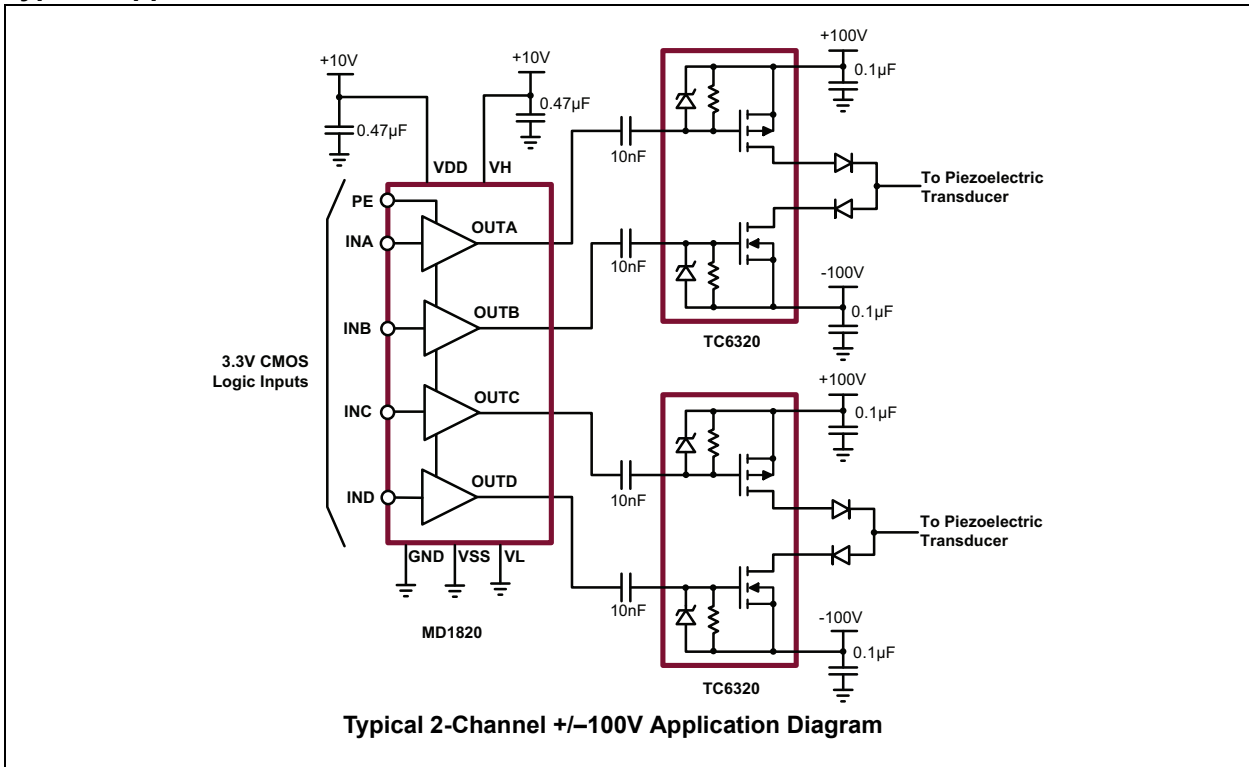 +10V
0.47µF
+10V
0.47µF
VDD
VH
PE
INA
INB
INC
IND
3.3V CMOS
Logic Inputs
OUTA
OUTB
OUTC
OUTD
GND
VSS
VL
MD1820
10nF
10nF
10nF
10nF
+100V
0.1µF
To Piezoelectric
Transducer
-100V
0.1µF
TC6320
+100V
0.1µF
To Piezoelectric
Transducer
-100V
0.1µF
TC6320
Typical 2-Channel +/–100V Application Diagram